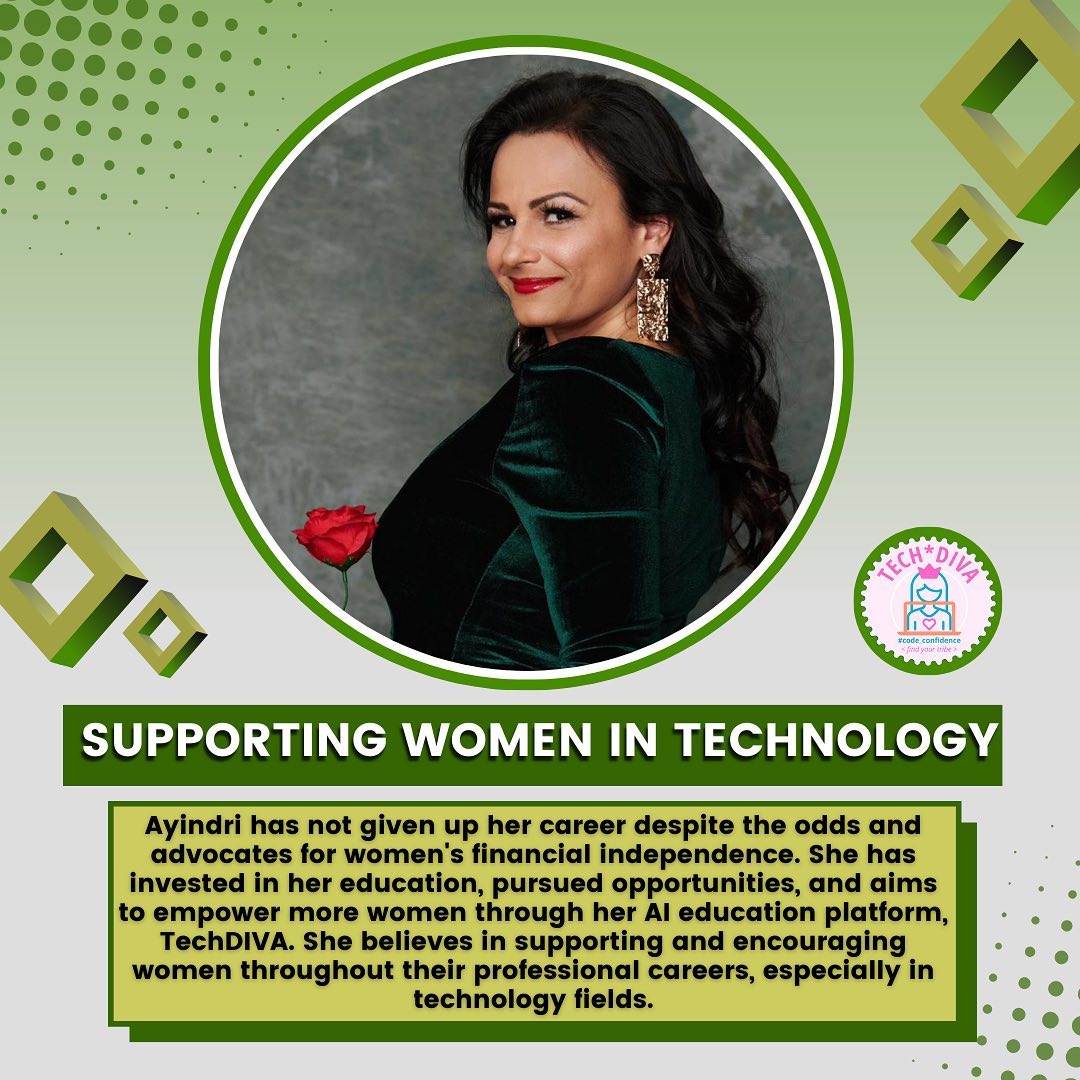 TECH*DIVA
#code_confidence
< find your tribe >
SUPPORTING WOMEN IN TECHNOLOGY
Ayindri has not given up her career despite the odds and
advocates for women's financial independence. She has
invested in her education, pursued opportunities, and aims
to empower more women through her AI education platform,
TechDIVA. She believes in supporting and encouraging
women throughout their professional careers, especially in
technology fields.